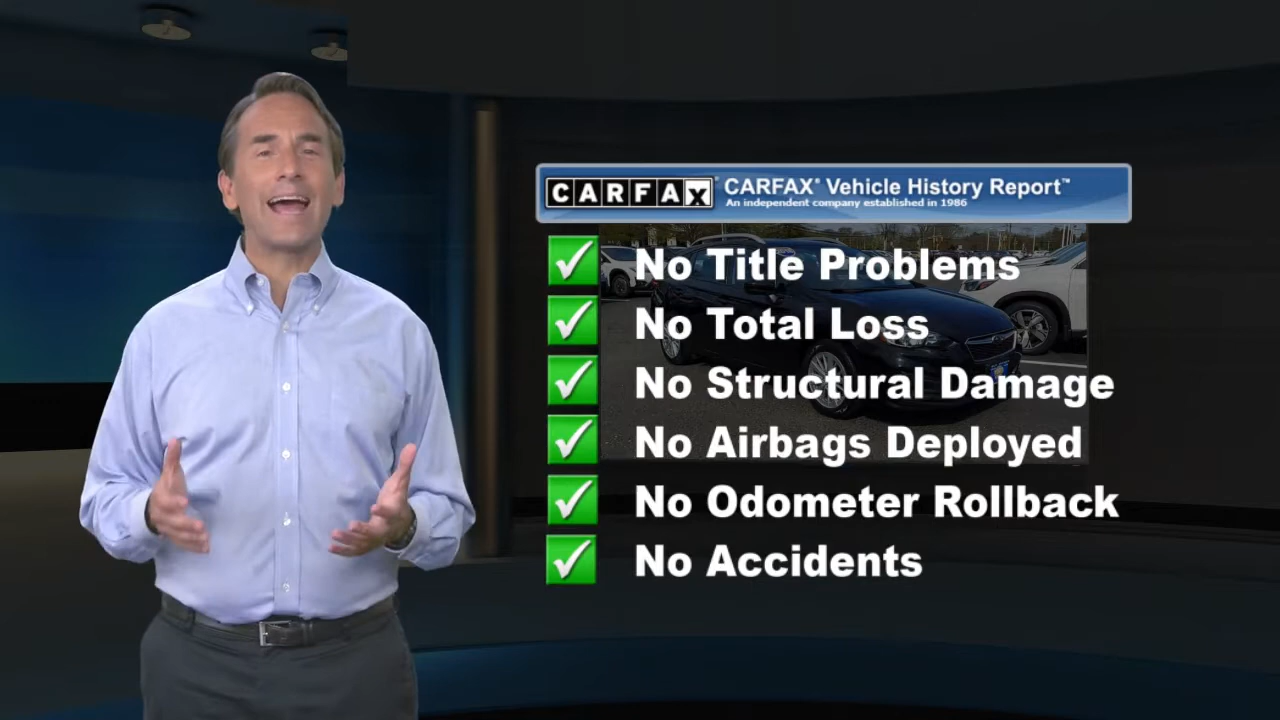 CARFAX® CARFAX® Vehicle History Report™
An independent company established in 1986
No Title Problems
No Total Loss
No Structural Damage
No Airbags Deployed
No Odometer Rollback
No Accidents